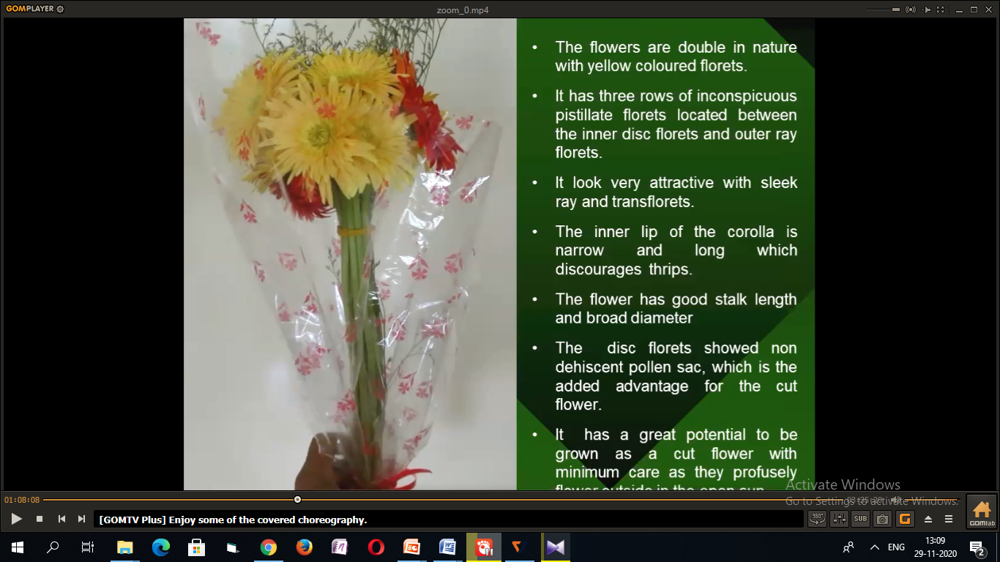 GOMPLAYER
zoom_0.mp4
• The flowers are double in nature
with yellow coloured florets.
• It has three rows of inconspicuous
pistillate florets located between
the inner disc florets and outer ray
florets.
• It look very attractive with sleek
ray and transflorets.
• The inner lip of the corolla is
narrow and long which
discourages thrips.
• The flower has good stalk length
and broad diameter
• The disc florets showed non
dehiscent pollen sac, which is the
added advantage for the cut
flower.
• It has a great potential to be
grown as a cut flower with
minimum care as they profusely
flower outside in the open sun
Activate Windows
Go to Settings to activate Windows.
01:08:08
[GOMTV Plus] Enjoy some of the covered choreography.
360°
SUB
GOMlab
ENG
13:09
29-11-2020
2